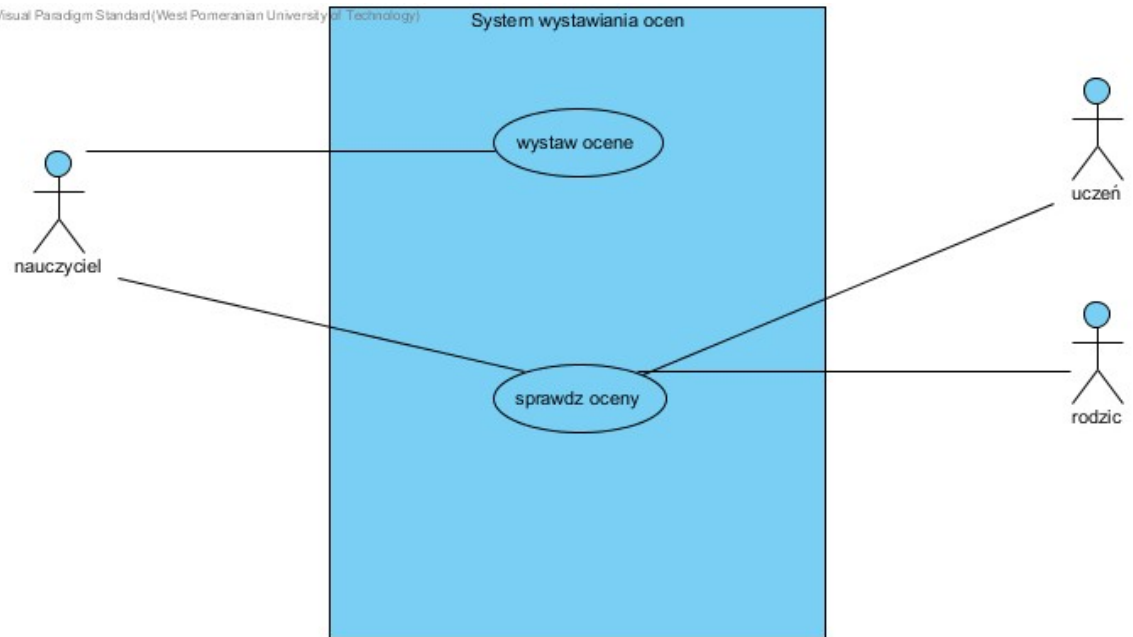 Visual Paradigm Standard(West Pomeranian University of Technology)
System wystawiania ocen
wystaw ocene
uczeń
nauczyciel
sprawdz oceny
rodzic